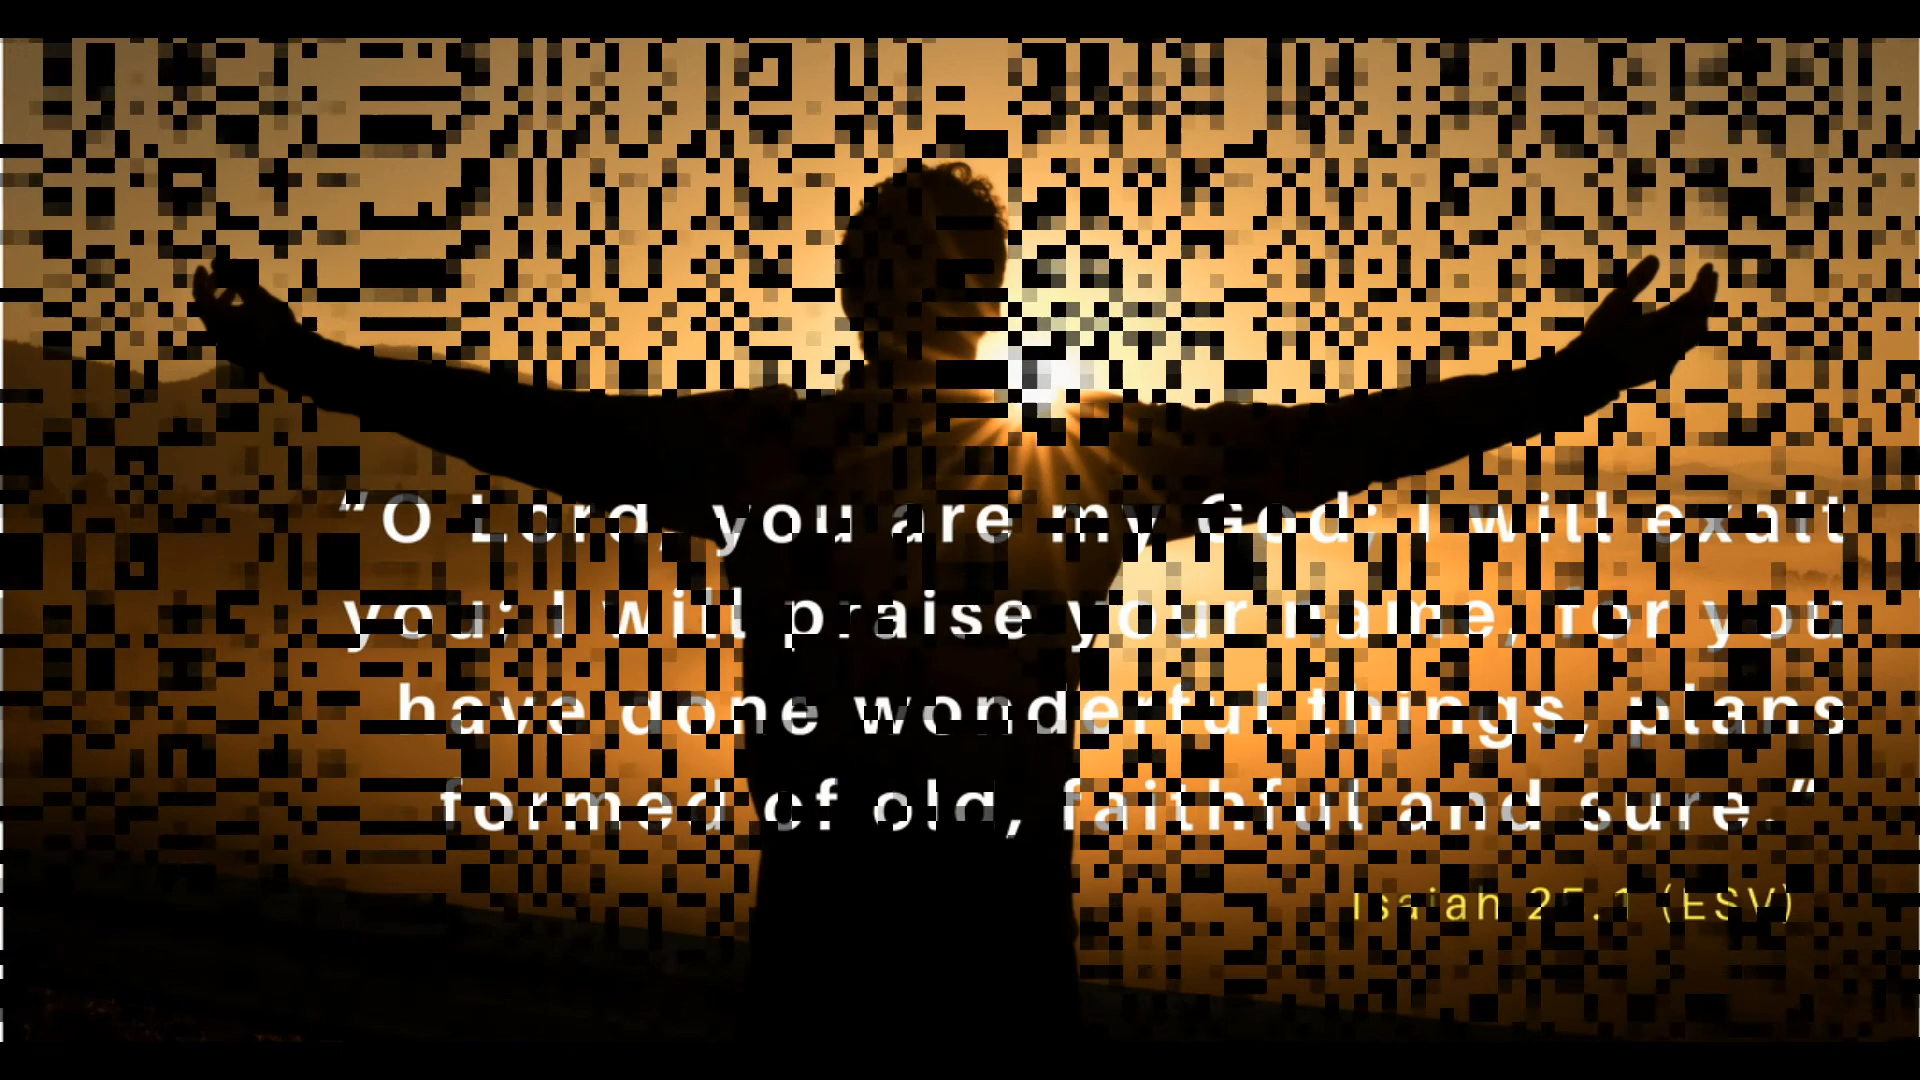 “O Lord, you are my God; I will exalt
you; I will praise your name, for you
have done wonderful things, plans
formed of old, faithful and sure.”
Isaiah 25:1 (ESV)